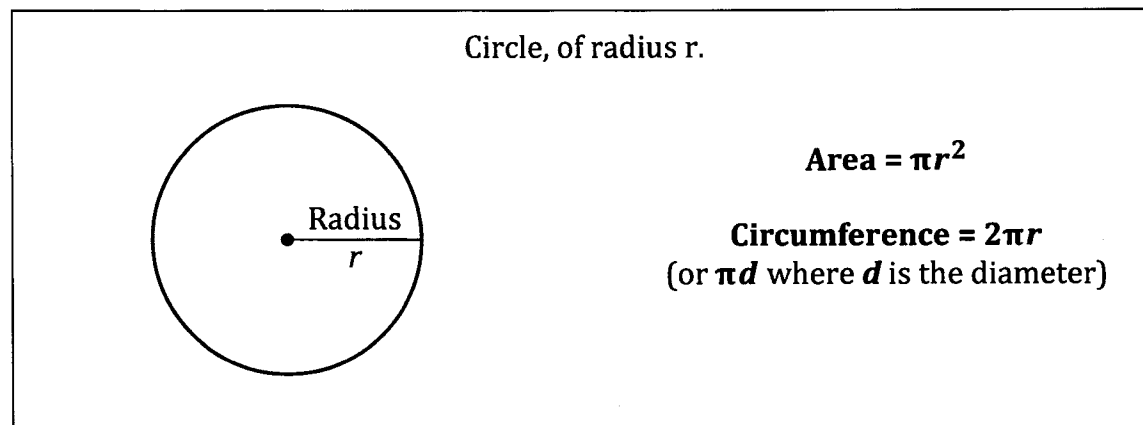 Circle, of radius r.
Radius
r
Area = πr²
Circumference = 2πr
(or πd where d is the diameter)